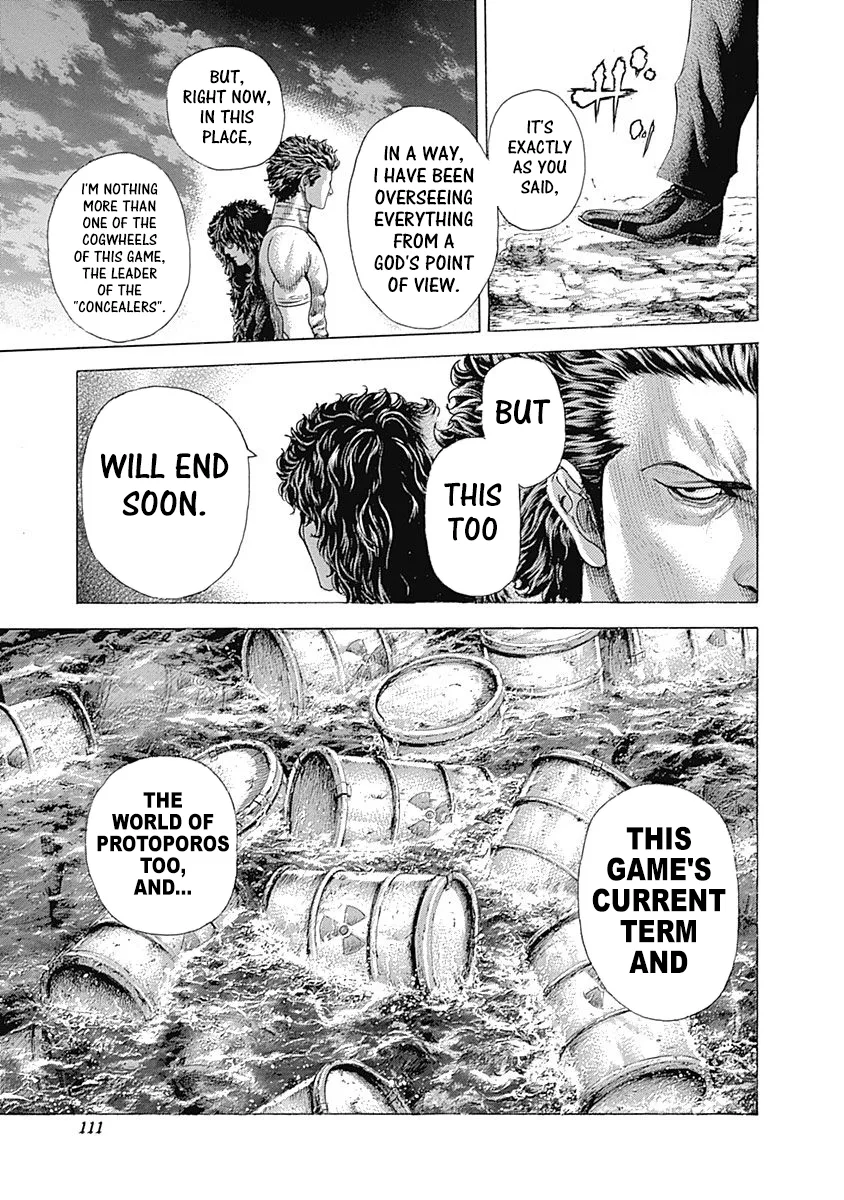 ザ
IT'S
EXACTLY
AS YOU
SAID,
IN A WAY,
I HAVE BEEN
OVERSEEING
EVERYTHING
FROM A
GOD'S POINT
OF VIEW.
BUT,
RIGHT NOW,
IN THIS
PLACE,
I'M NOTHING
MORE THAN
ONE OF THE
COGWHEELS
OF THIS GAME,
THE LEADER
OF THE
"CONCEALERS".
BUT
THIS
TOO
WILL END
SOON.
THIS
GAME'S
CURRENT
TERM
AND
THE
WORLD OF
PROTOPOROS
TOO,
AND...
111